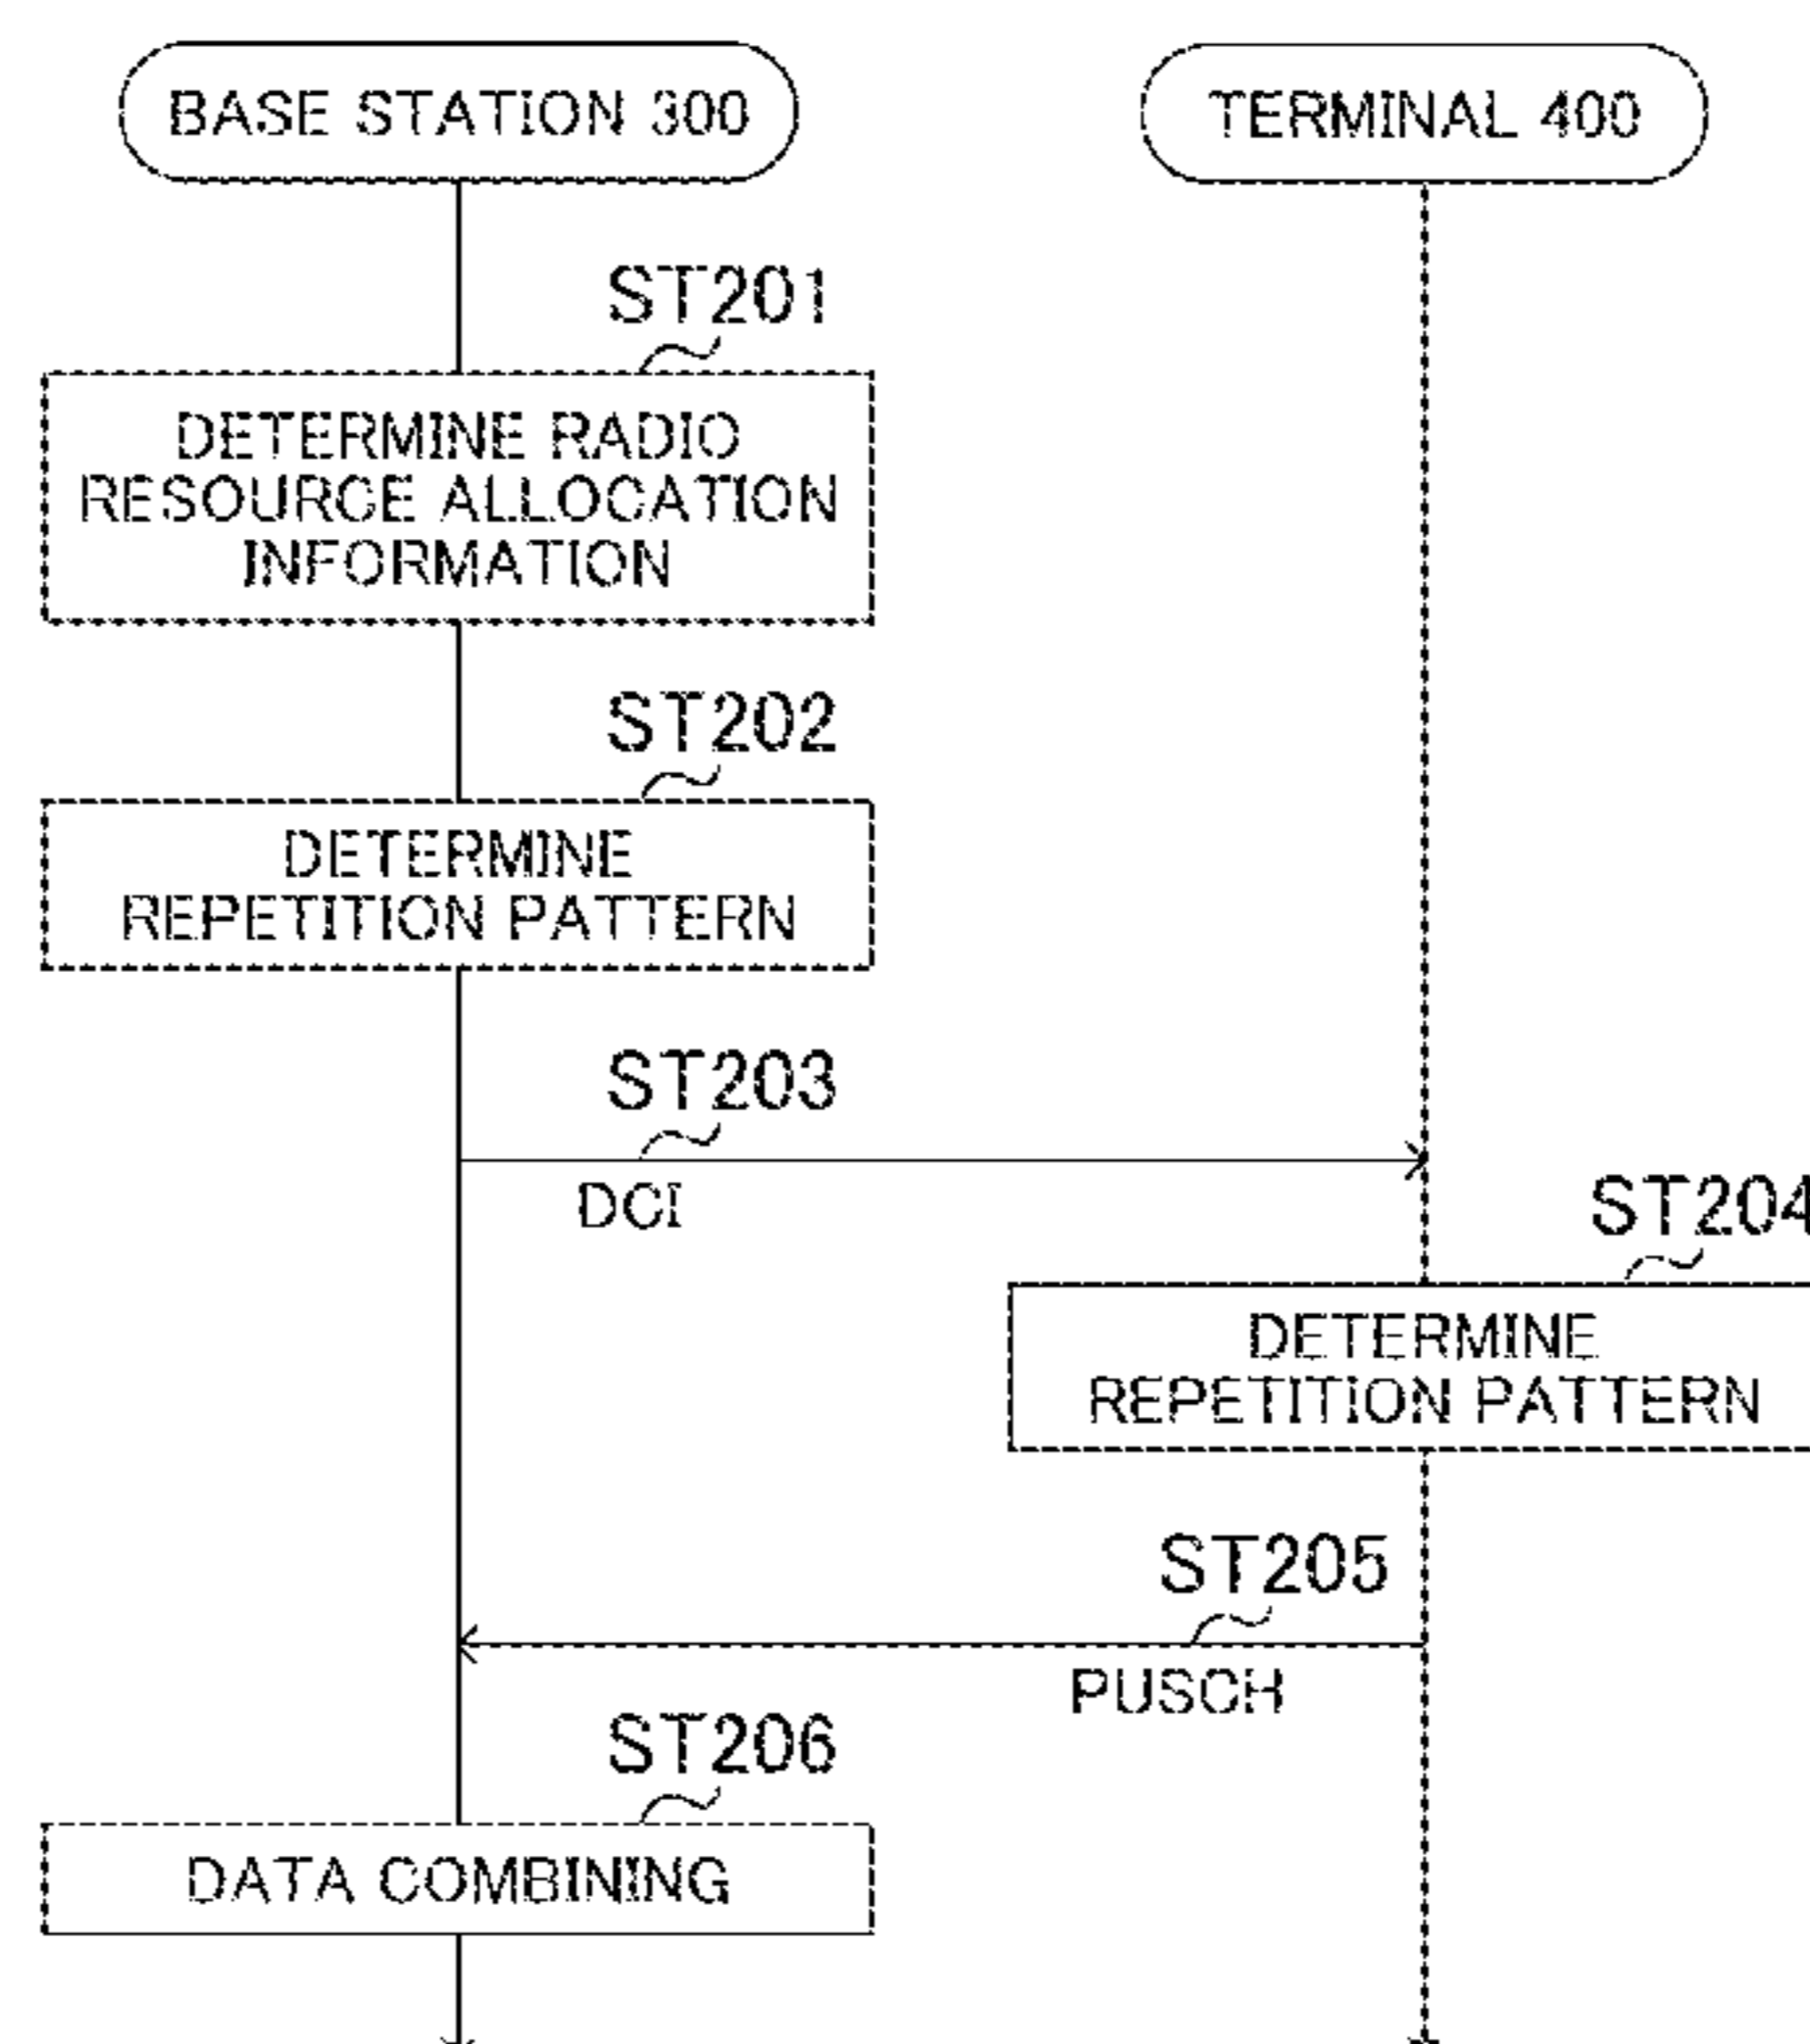 BASE STATION 300
TERMINAL 400
ST201
DETERMINE RADIO
RESOURCE ALLOCATION
INFORMATION
ST202
DETERMINE
REPETITION PATTERN
ST203
DCI
ST204
DETERMINE
REPETITION PATTERN
ST205
PUSCH
ST206
DATA COMBINING